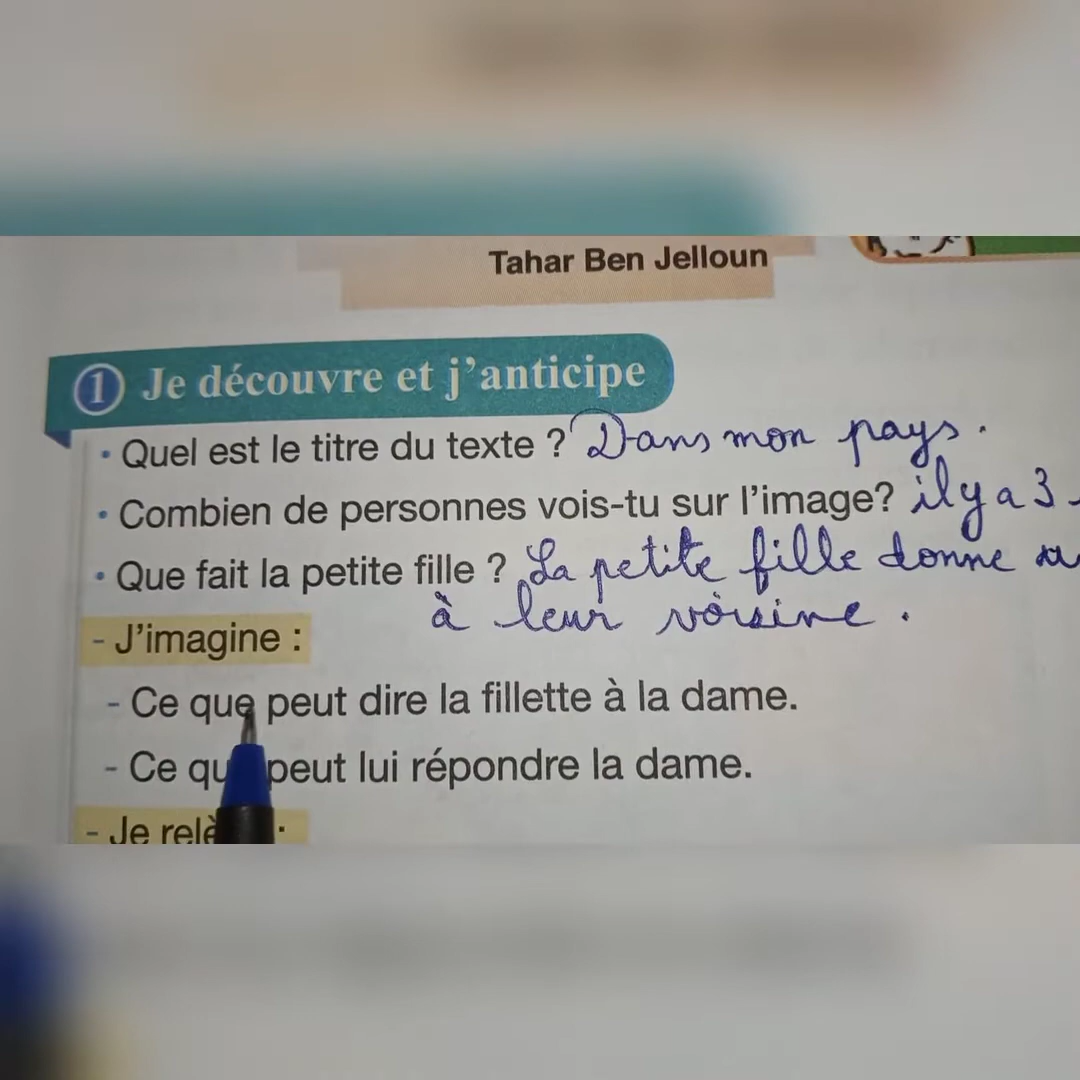 Tahar Ben Jelloun
1 Je découvre et j'anticipe
• Quel est le titre du texte ? Dans mon pays.
• Combien de personnes vois-tu sur l'image? il y a 3
• Que fait la petite fille ? La petite fille donne
à leur voisine.
- J'imagine :
- Ce que peut dire la fillette à la dame.
- Ce peut lui répondre la dame.
- Je